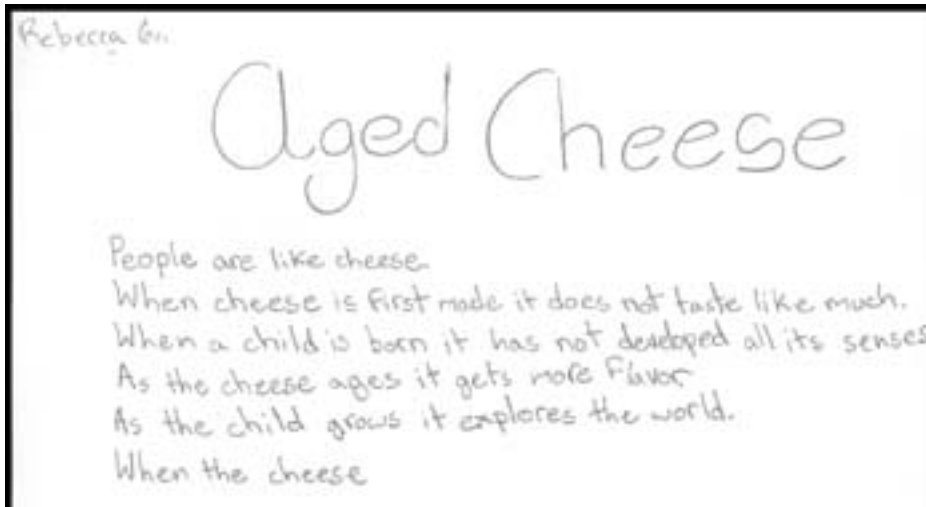 Rebecca Gr.
Aged Cheese
People are like cheese.
When cheese is first made it does not taste like much.
When a child is born it has not developed all its senses
As the cheese ages it gets more Flavor
As the child grows it explores the world.
When the cheese